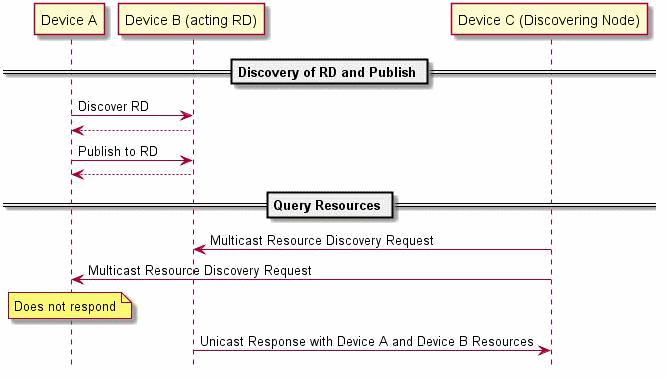 Device A
Device B (acting RD)
Device C (Discovering Node)
Discovery of RD and Publish
Discover RD
Publish to RD
Query Resources
Multicast Resource Discovery Request
Multicast Resource Discovery Request
Does not respond
Unicast Response with Device A and Device B Resources